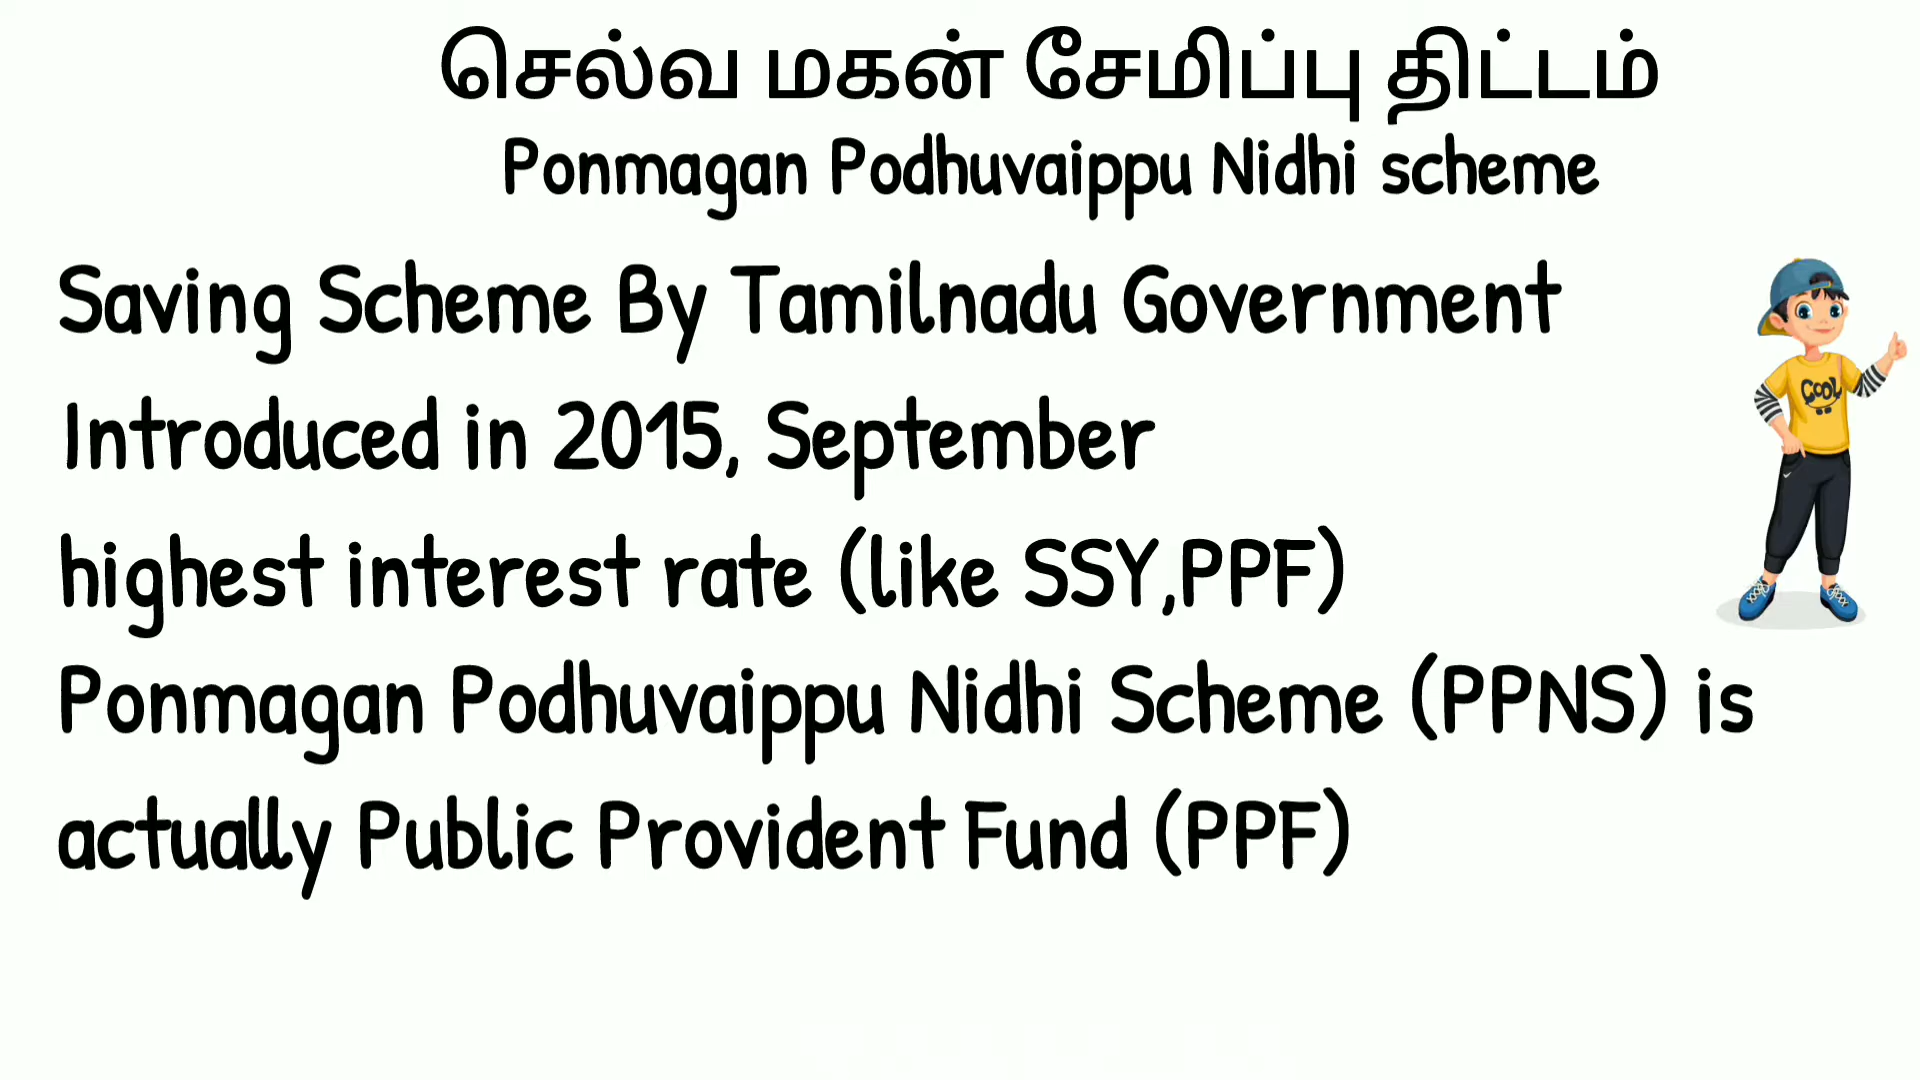 செல்வ மகன் சேமிப்பு திட்டம்
Ponmagan Podhuvaippu Nidhi scheme
Saving Scheme By Tamilnadu Government
Introduced in 2015, September
COOL
highest interest rate (like SSY,PPF)
Ponmagan Podhuvaippu Nidhi Scheme (PPNS) is
actually Public Provident Fund (PPF)